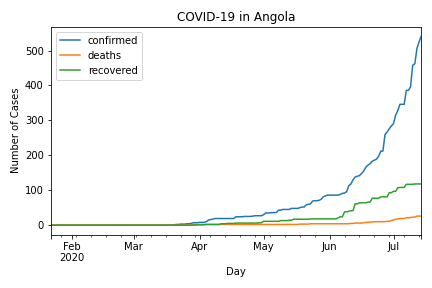 COVID-19 in Angola
confirmed
deaths
recovered
Number of Cases
500
400
300
200
100
0
Feb
2020
Mar
Apr
May
Jun
Jul
Day